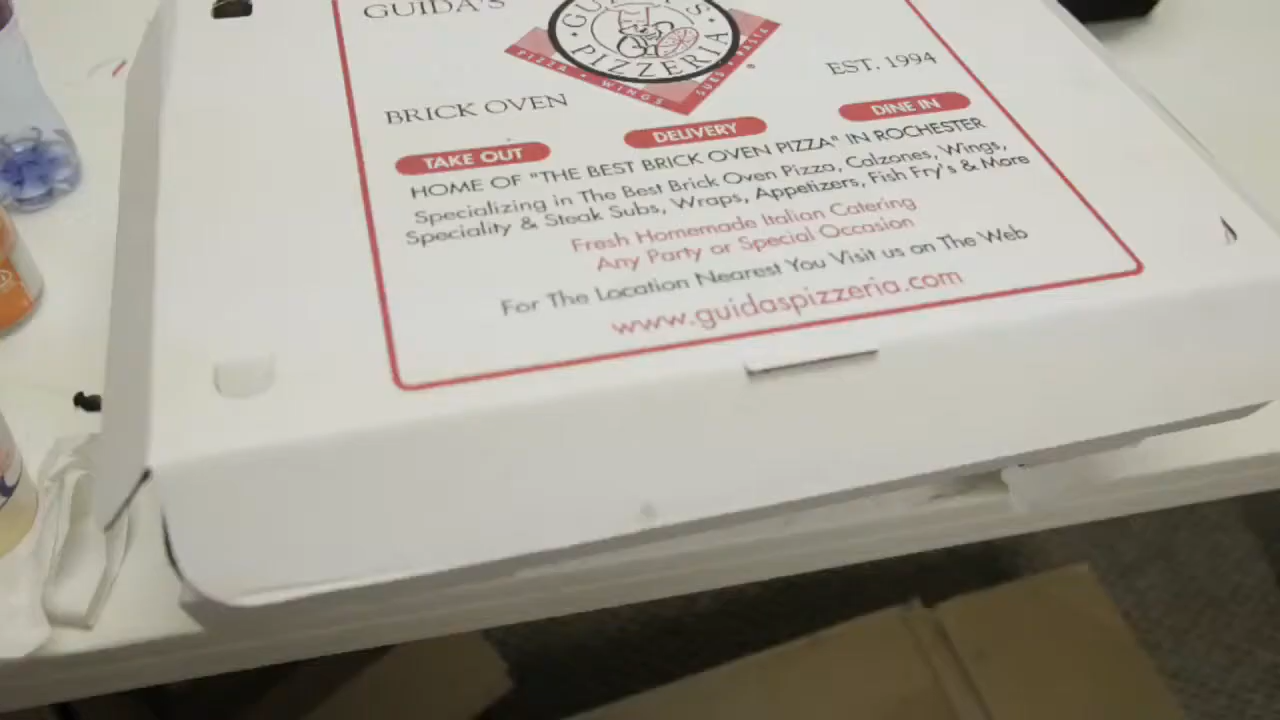 GUIDA'S
GUIDA'S
PIZZERIA
PIZZA • WINGS
SUBS • PASTA
BRICK OVEN
EST. 1994
TAKE OUT
DELIVERY
DINE IN
HOME OF "THE BEST BRICK OVEN PIZZA" IN ROCHESTER
Specializing in The Best Brick Oven Pizza, Calzones, Wings,
Speciality & Steak Subs, Wraps, Appetizers, Fish Fry's & More
Fresh Homemade Italian Catering
Any Party or Special Occasion
For The Location Nearest You Visit us on The Web
www.guidaspizzeria.com